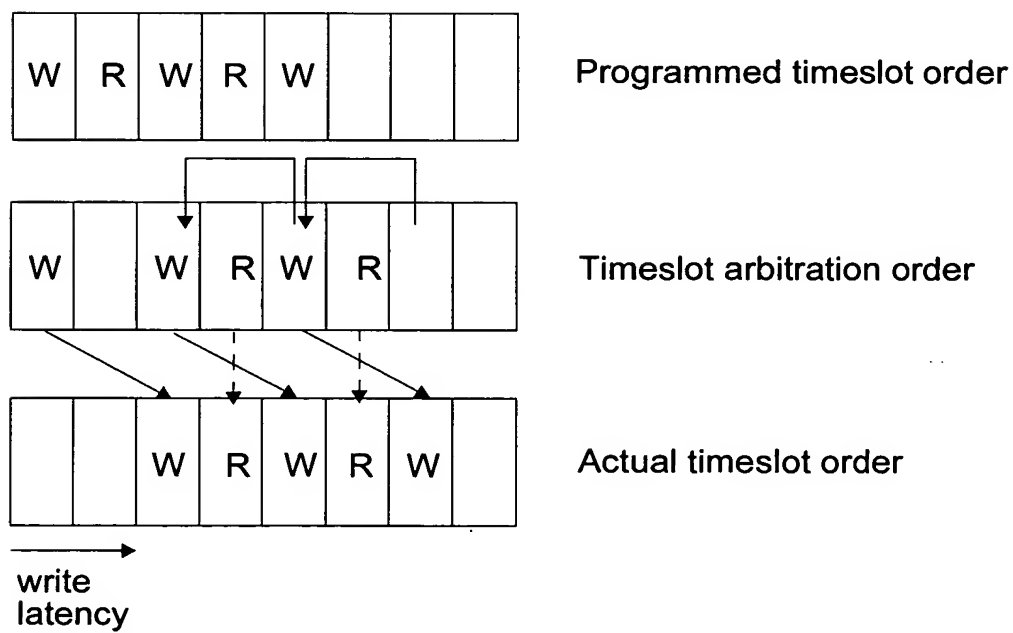 W R W R W Programmed timeslot order
W W R W R Timeslot arbitration order
W R W R W Actual timeslot order
write
latency